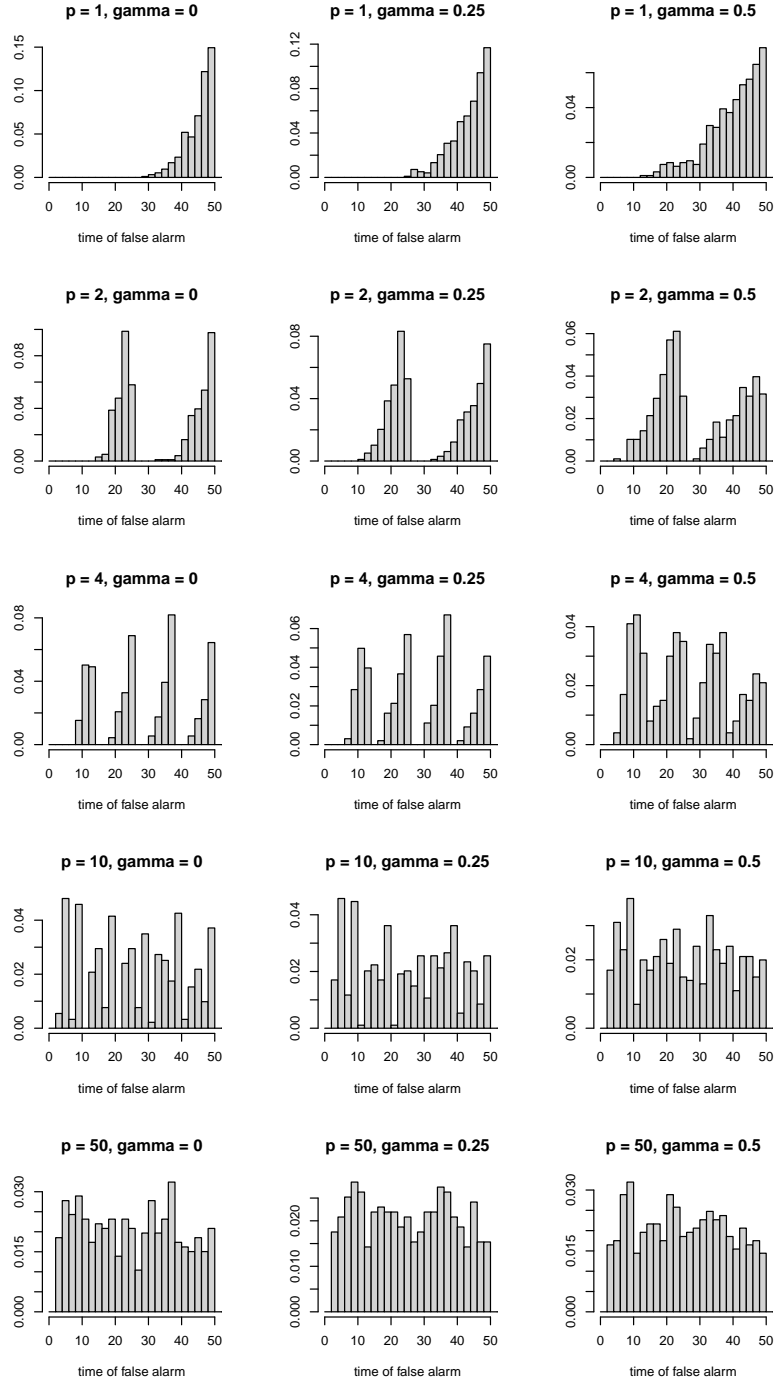 p = 1, gamma = 0
p = 1, gamma = 0.25
p = 1, gamma = 0.5
0.00 0.05 0.10 0.15
0.00 0.04 0.08 0.12
0.00 0.04
0 10 20 30 40 50
0 10 20 30 40 50
0 10 20 30 40 50
time of false alarm
time of false alarm
time of false alarm
p = 2, gamma = 0
p = 2, gamma = 0.25
p = 2, gamma = 0.5
0.00 0.04 0.08
0.00 0.04 0.08
0.00 0.02 0.04 0.06
0 10 20 30 40 50
0 10 20 30 40 50
0 10 20 30 40 50
time of false alarm
time of false alarm
time of false alarm
p = 4, gamma = 0
p = 4, gamma = 0.25
p = 4, gamma = 0.5
0.00 0.04 0.08
0.00 0.02 0.04 0.06
0.00 0.02 0.04
0 10 20 30 40 50
0 10 20 30 40 50
0 10 20 30 40 50
time of false alarm
time of false alarm
time of false alarm
p = 10, gamma = 0
p = 10, gamma = 0.25
p = 10, gamma = 0.5
0.00 0.02 0.04
0.00 0.02 0.04
0.00 0.02
0 10 20 30 40 50
0 10 20 30 40 50
0 10 20 30 40 50
time of false alarm
time of false alarm
time of false alarm
p = 50, gamma = 0
p = 50, gamma = 0.25
p = 50, gamma = 0.5
0.000 0.015 0.030
0.000 0.010 0.020
0.000 0.015 0.030
0 10 20 30 40 50
0 10 20 30 40 50
0 10 20 30 40 50
time of false alarm
time of false alarm
time of false alarm